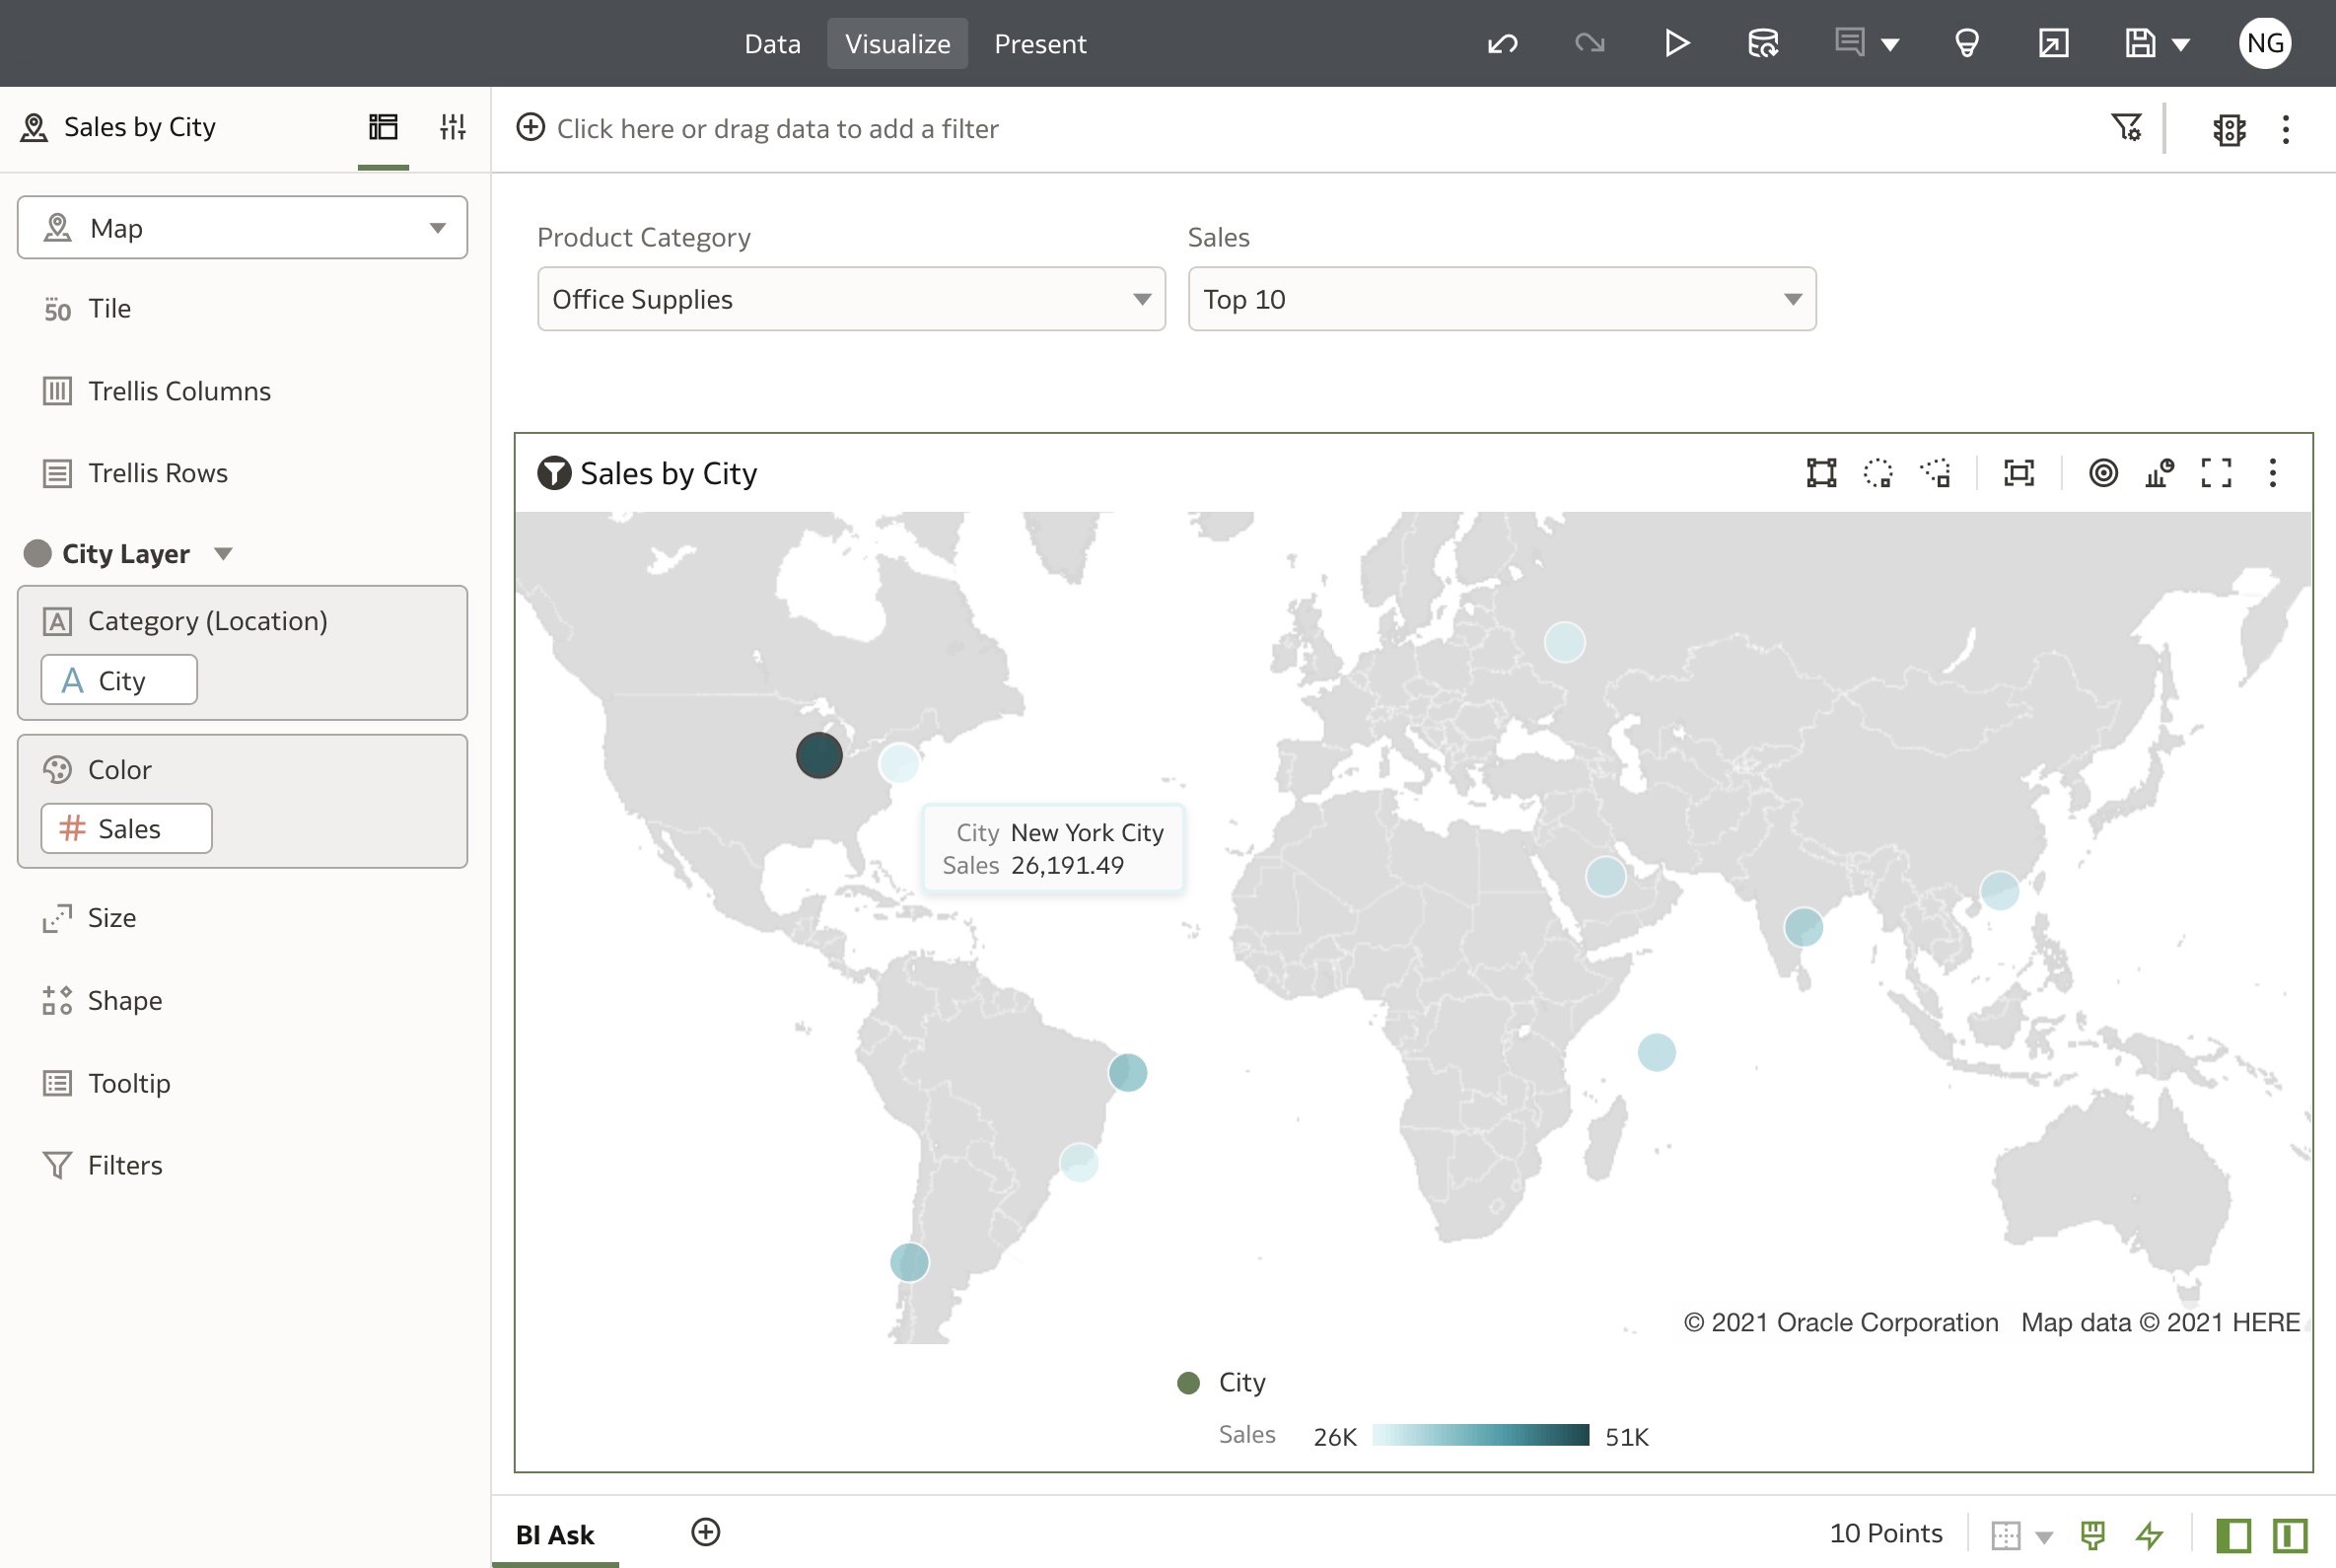 Data Visualize Present NG
Sales by City
Click here or drag data to add a filter
Map
Tile
Trellis Columns
Trellis Rows
City Layer
Category (Location)
City
Color
Sales
Size
Shape
Tooltip
Filters
Product Category
Office Supplies
Sales
Top 10
Sales by City
City New York City
Sales 26,191.49
© 2021 Oracle Corporation Map data © 2021 HERE
City
Sales 26K 51K
BI Ask
10 Points